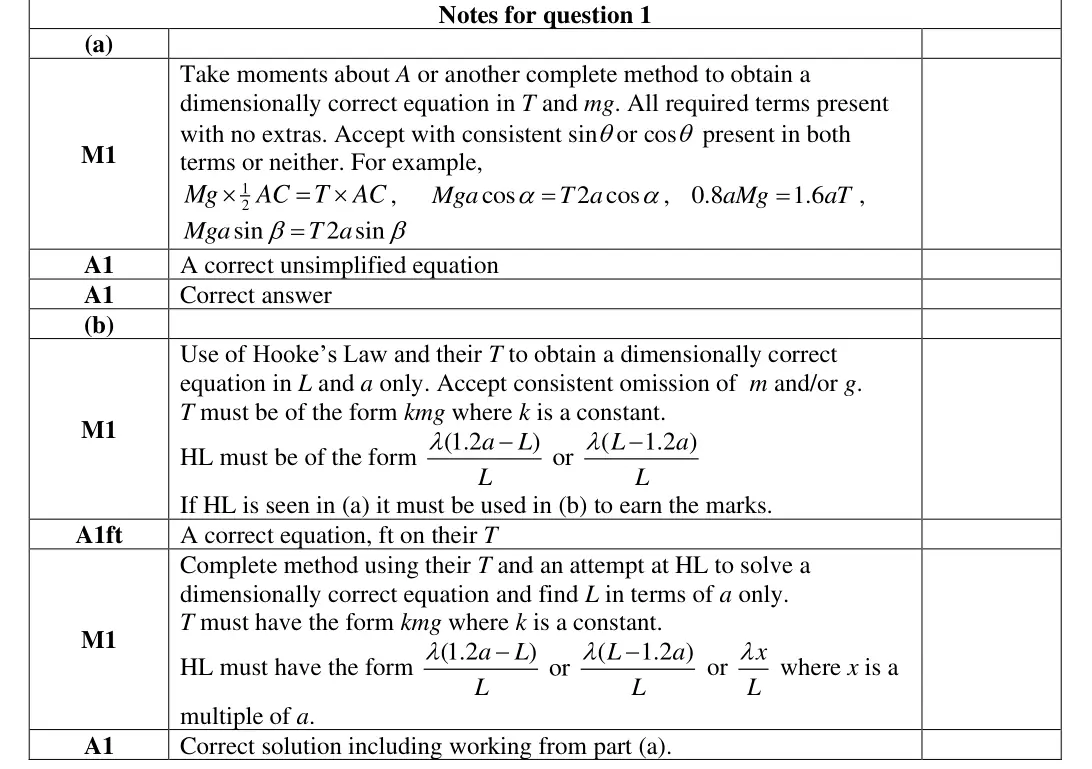 Notes for question 1
(a)
M1
Take moments about A or another complete method to obtain a
dimensionally correct equation in T and mg. All required terms present
with no extras. Accept with consistent sinθ or cosθ present in both
terms or neither. For example,
Mg × ½ AC = T × AC , Mga cos α = T2a cos α , 0.8aMg = 1.6aT ,
Mga sin β = T2a sin β
A1 A correct unsimplified equation
A1 Correct answer
(b)
M1
Use of Hooke’s Law and their T to obtain a dimensionally correct
equation in L and a only. Accept consistent omission of m and/or g.
T must be of the form kmg where k is a constant.
HL must be of the form λ(1.2a − L)/L or λ(L − 1.2a)/L
If HL is seen in (a) it must be used in (b) to earn the marks.
A1ft A correct equation, ft on their T
M1
Complete method using their T and an attempt at HL to solve a
dimensionally correct equation and find L in terms of a only.
T must have the form kmg where k is a constant.
HL must have the form λ(1.2a − L)/L or λ(L − 1.2a)/L or λx/L where x is a
multiple of a.
A1 Correct solution including working from part (a).